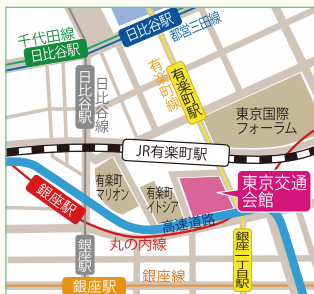 千代田線
日比谷駅
日比谷駅
都営三田線
日比谷駅
日比谷線
有楽町線
有楽町駅
東京国際
フォーラム
JR有楽町駅
有楽町
マリオン
有楽町
イトシア
東京交通
会館
銀座駅
高速道路
丸の内線
銀座駅
銀座一丁目駅
銀座線
銀座駅